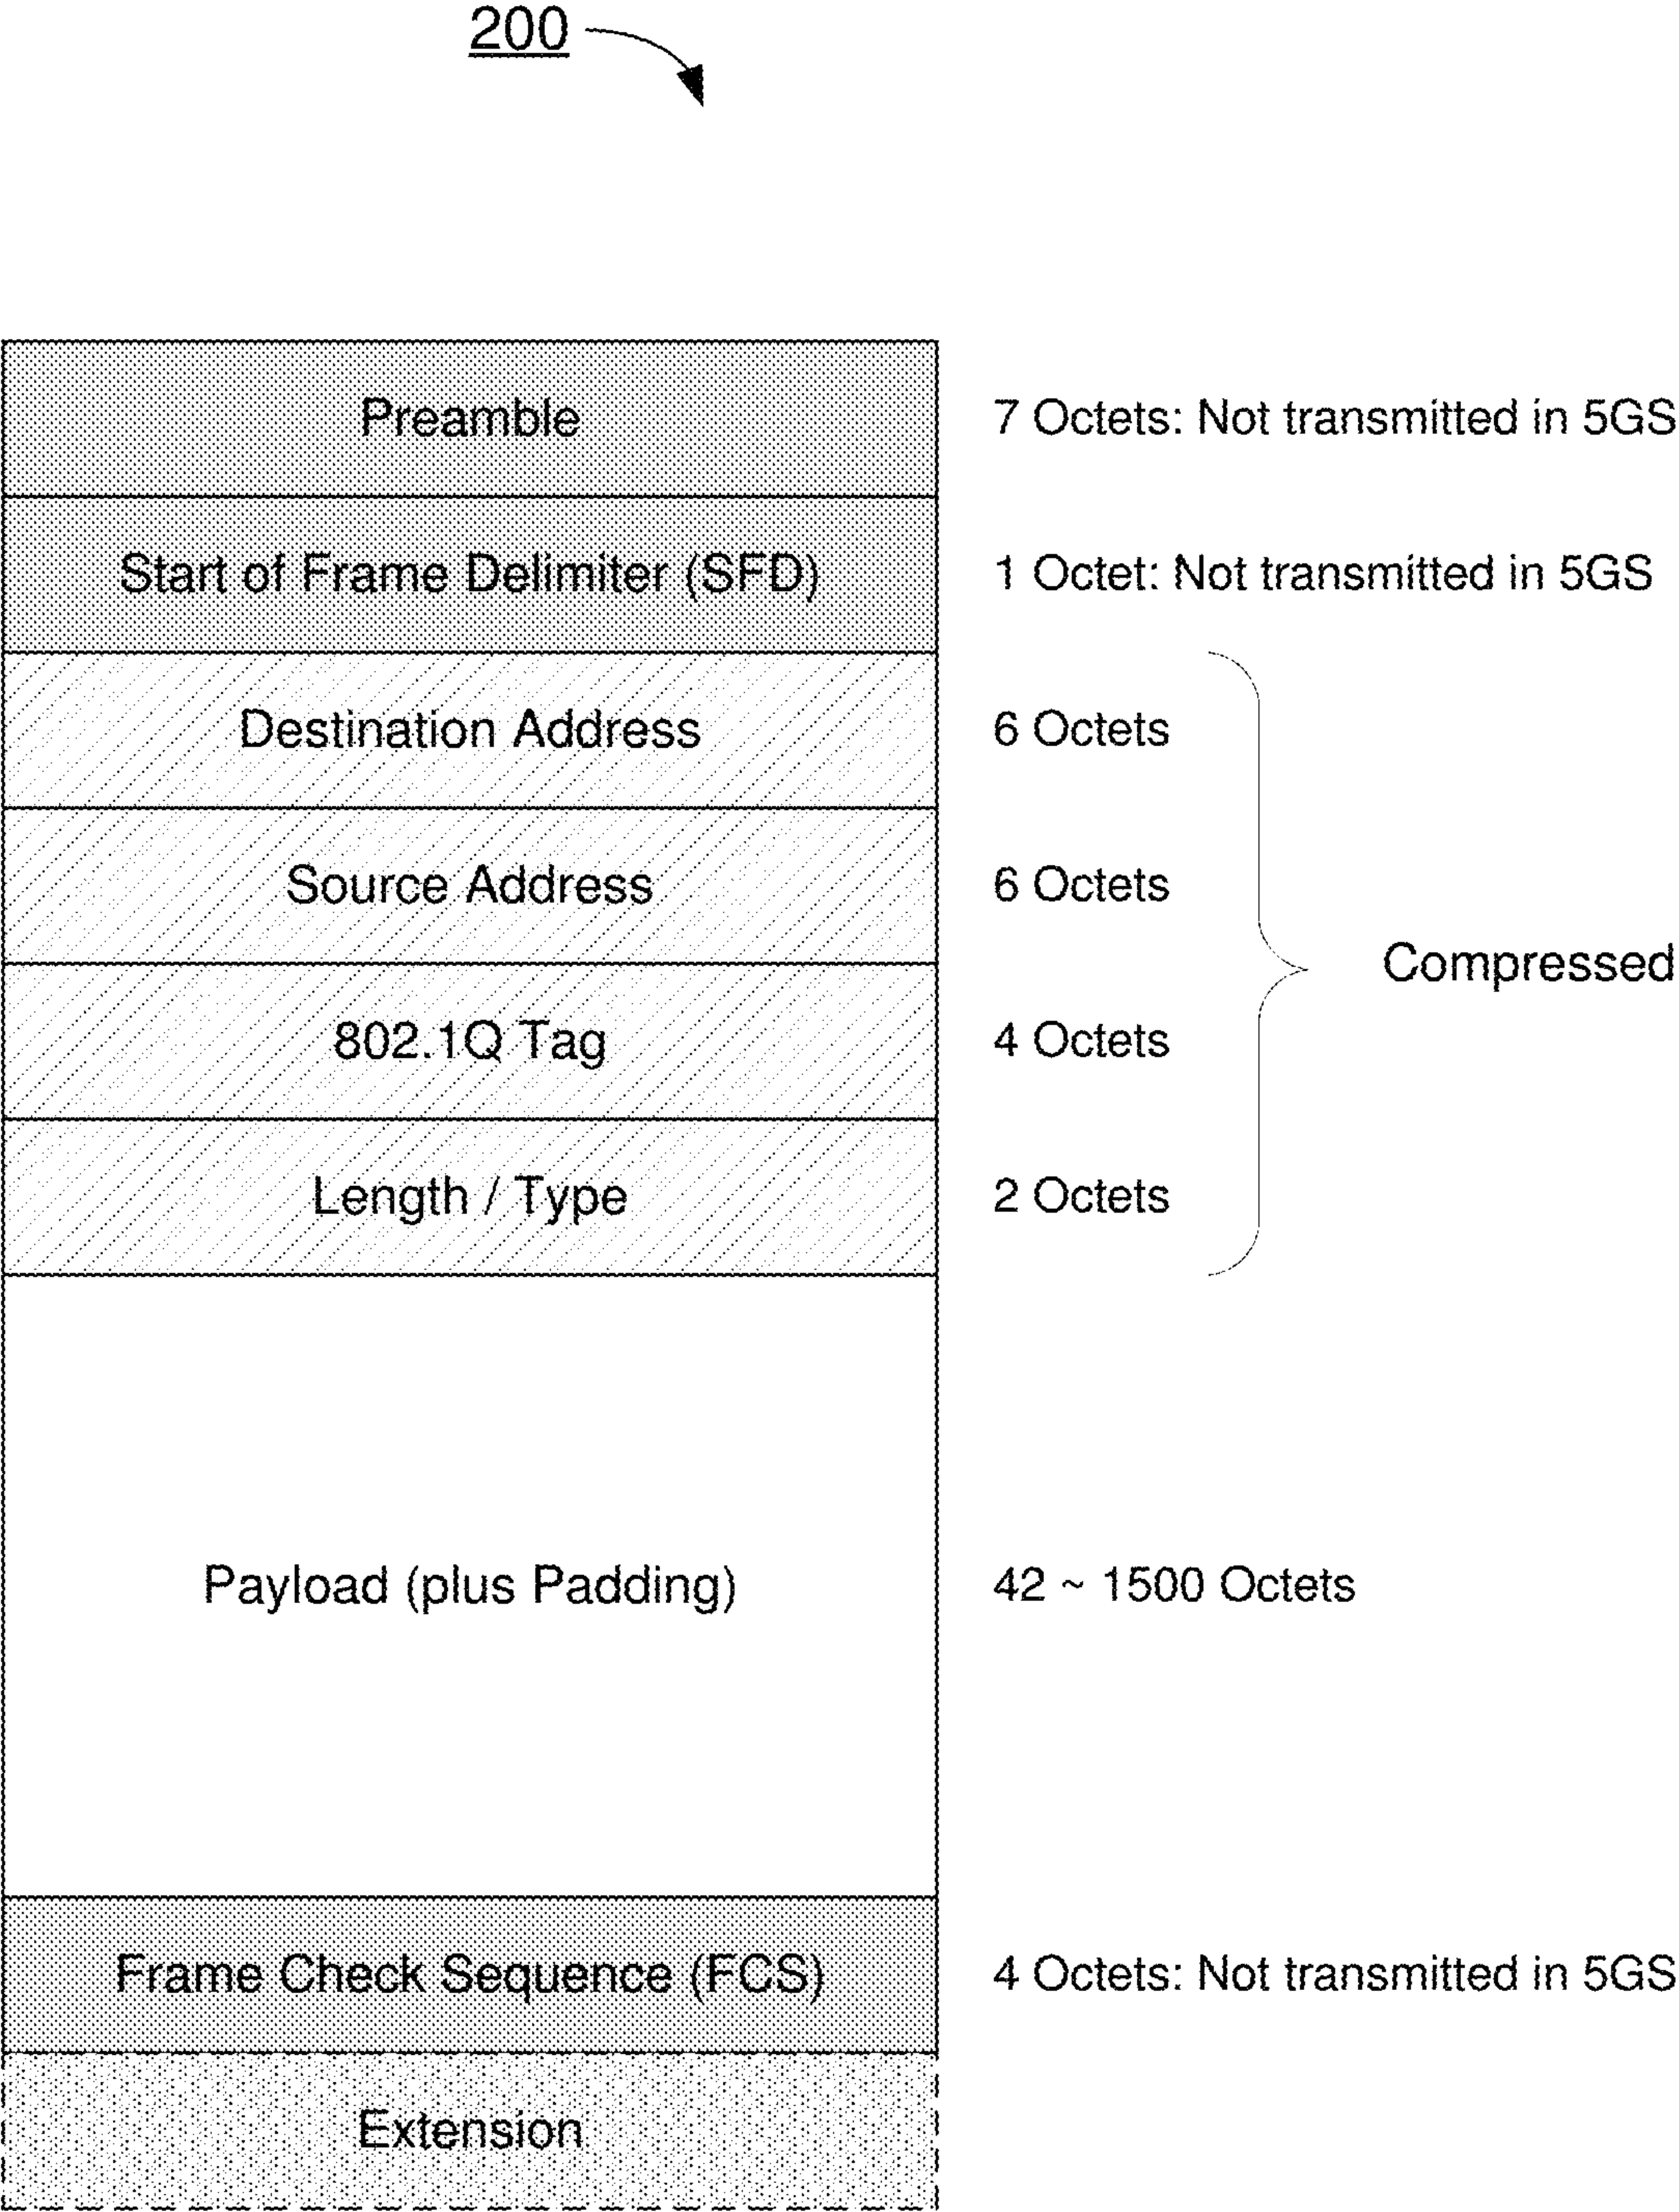 200
Preamble 7 Octets: Not transmitted in 5GS
Start of Frame Delimiter (SFD) 1 Octet: Not transmitted in 5GS
Destination Address 6 Octets
Source Address 6 Octets
Compressed
802.1Q Tag 4 Octets
Length / Type 2 Octets
Payload (plus Padding) 42 ~ 1500 Octets
Frame Check Sequence (FCS) 4 Octets: Not transmitted in 5GS
Extension